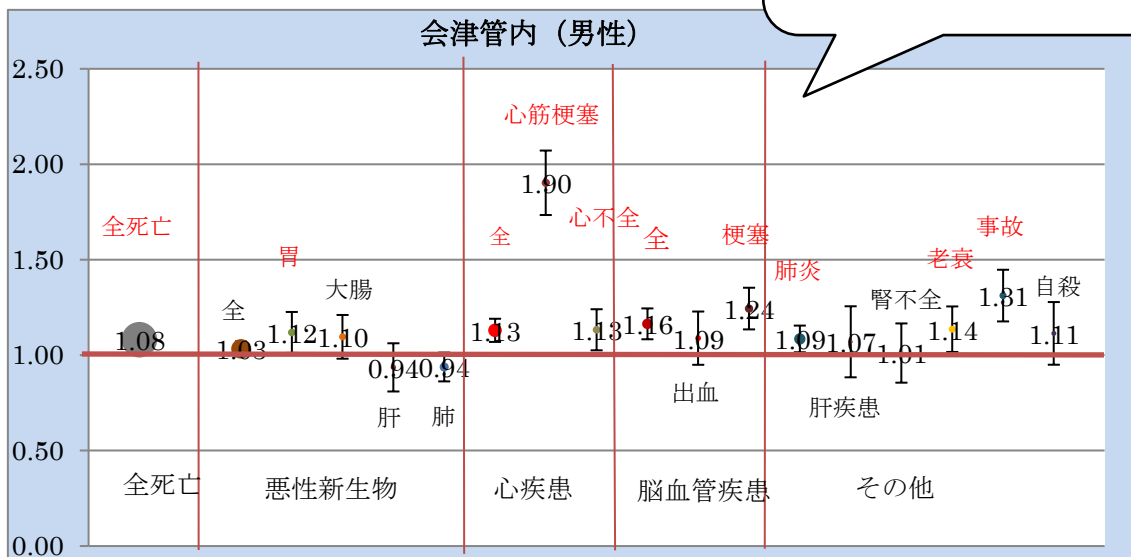 会津管内（男性）
2.50
2.00
1.50
1.00
0.50
0.00
全死亡
1.08
全
1.03
胃
1.12
大腸
1.10
0.94
肝
0.94
肺
全
1.13
心筋梗塞
1.90
心不全
1.13
全
1.16
1.09
出血
梗塞
1.24
肺炎
1.09
1.07
肝疾患
腎不全
1.01
老衰
1.14
事故
1.31
自殺
1.11
全死亡
悪性新生物
心疾患
脳血管疾患
その他